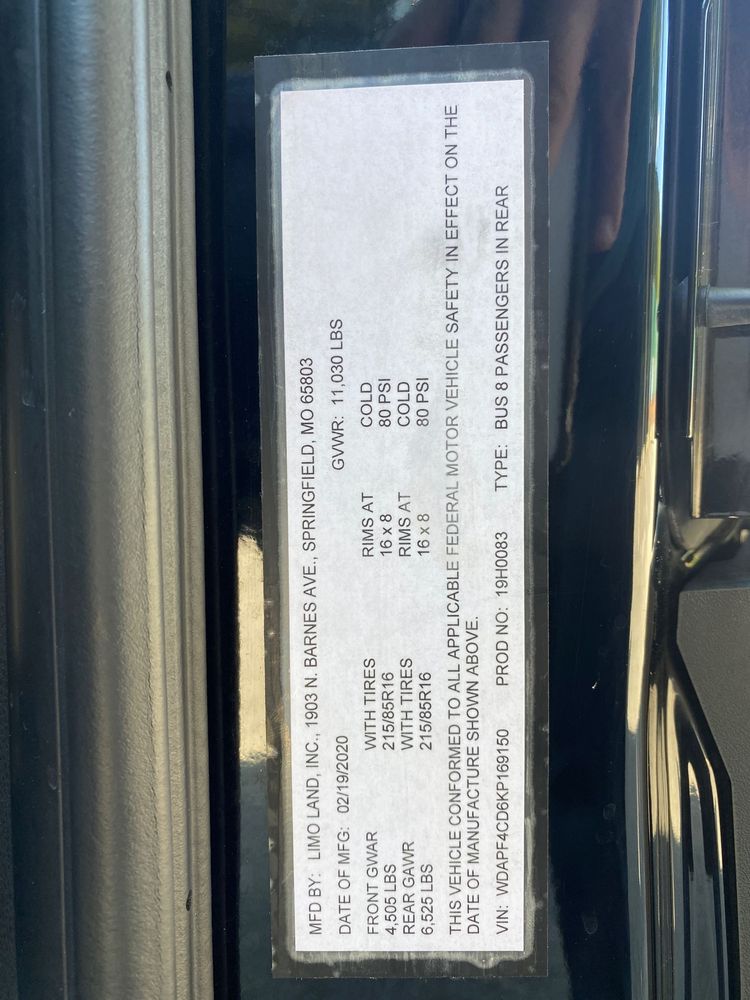 MFD BY: LIMO LAND, INC., 1903 N. BARNES AVE., SPRINGFIELD, MO 65803
DATE OF MFG: 02/19/2020 GVWR: 11,030 LBS
FRONT GWAR WITH TIRES RIMS AT COLD
4,505 LBS 215/85R16 16 x 8 80 PSI
REAR GAWR WITH TIRES RIMS AT COLD
6,525 LBS 215/85R16 16 x 8 80 PSI
THIS VEHICLE CONFORMED TO ALL APPLICABLE FEDERAL MOTOR VEHICLE SAFETY IN EFFECT ON THE
DATE OF MANUFACTURE SHOWN ABOVE.
VIN: WDAPF4CD6KP169150 PROD NO: 19H0083 TYPE: BUS 8 PASSENGERS IN REAR